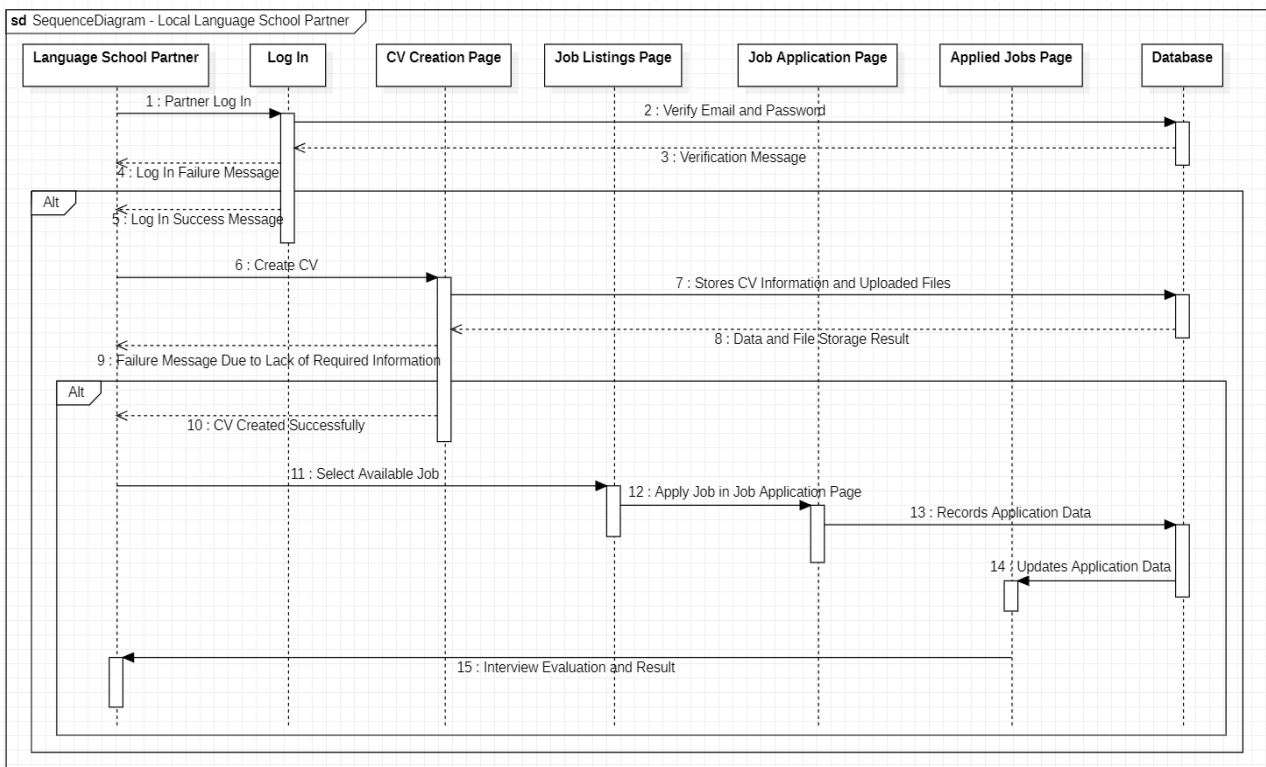 sd SequenceDiagram - Local Language School Partner
Language School Partner
Log In
CV Creation Page
Job Listings Page
Job Application Page
Applied Jobs Page
Database
1 : Partner Log In
2 : Verify Email and Password
3 : Verification Message
4 : Log In Failure Message
Alt
5 : Log In Success Message
6 : Create CV
7 : Stores CV Information and Uploaded Files
8 : Data and File Storage Result
9 : Failure Message Due to Lack of Required Information
Alt
10 : CV Created Successfully
11 : Select Available Job
12 : Apply Job in Job Application Page
13 : Records Application Data
14 : Updates Application Data
15 : Interview Evaluation and Result